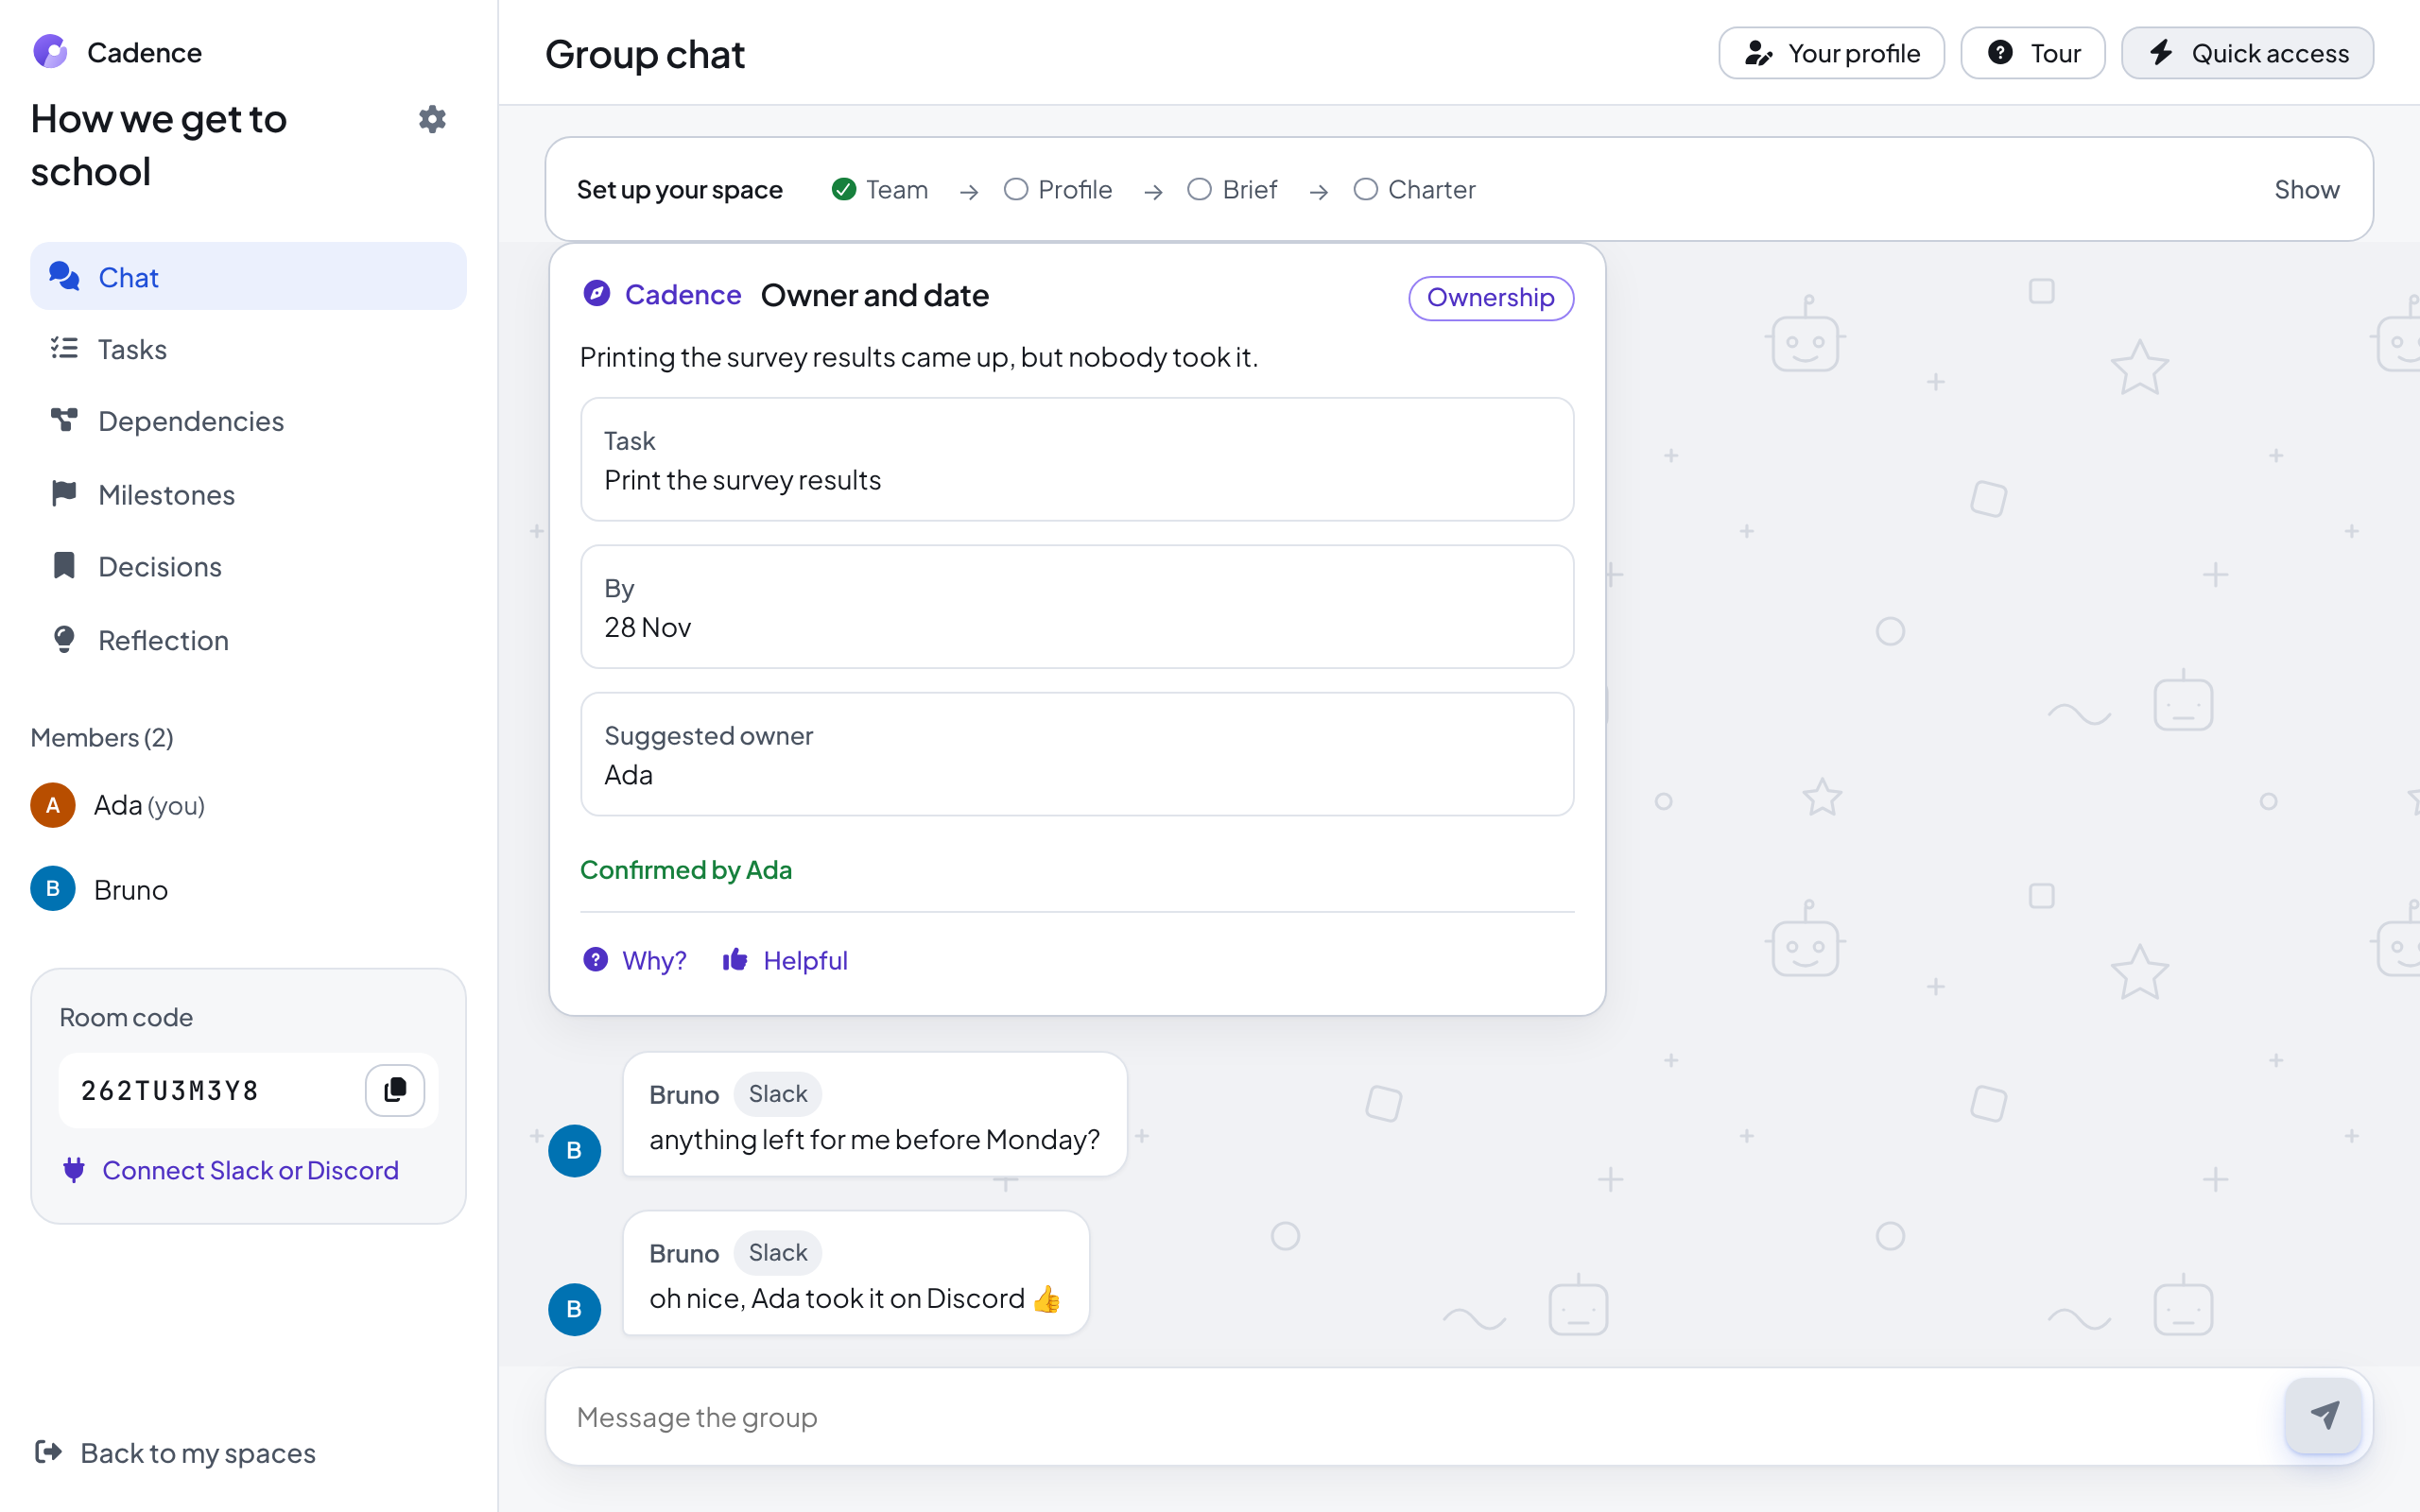 Cadence
How we get to
school
Chat
Tasks
Dependencies
Milestones
Decisions
Reflection
Members (2)
A
Ada (you)
B
Bruno
Room code
262TU3M3Y8
Connect Slack or Discord
Back to my spaces
Group chat
Your profile
Tour
Quick access
Set up your space
Team
Profile
Brief
Charter
Show
Cadence Owner and date
Ownership
Printing the survey results came up, but nobody took it.
Task
Print the survey results
By
28 Nov
Suggested owner
Ada
Confirmed by Ada
Why?
Helpful
Bruno Slack
anything left for me before Monday?
B
Bruno Slack
oh nice, Ada took it on Discord 👍
B
Message the group